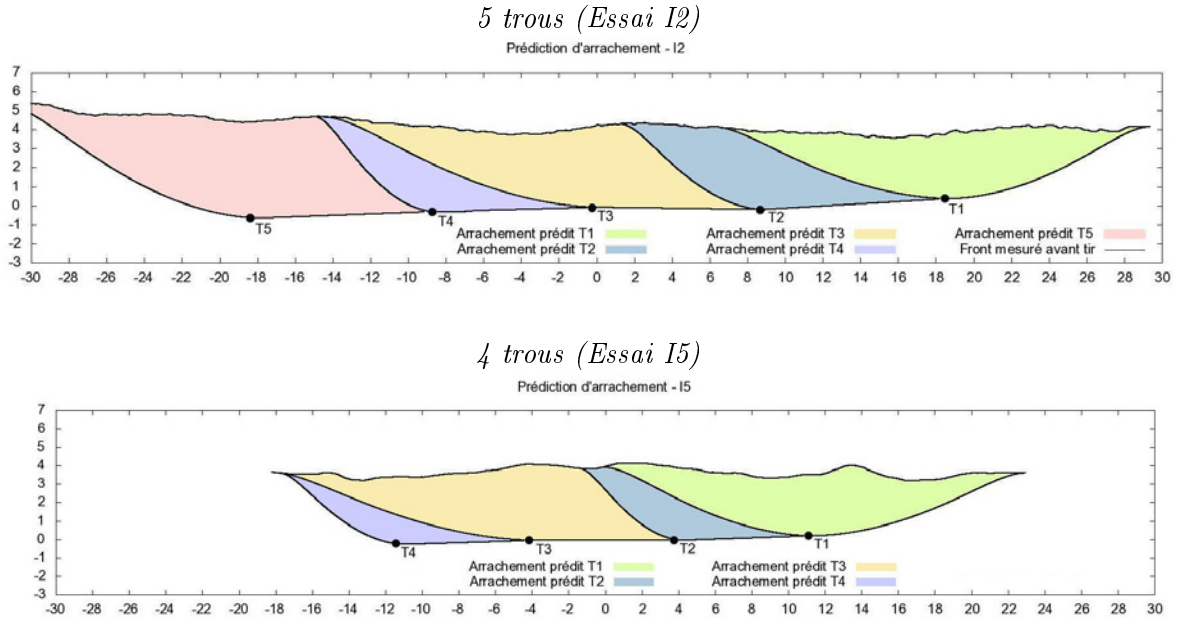 5 trous (Essai I2)
Prédiction d'arrachement - I2
7
6
5
4
3
2
1
0
-1
-2
-3
T5
T4
T3
T2
T1
Arrachement prédit T1
Arrachement prédit T2
Arrachement prédit T3
Arrachement prédit T4
Arrachement prédit T5
Front mesuré avant tir
-30 -28 -26 -24 -22 -20 -18 -16 -14 -12 -10 -8 -6 -4 -2 0 2 4 6 8 10 12 14 16 18 20 22 24 26 28 30
4 trous (Essai I5)
Prédiction d'arrachement - I5
7
6
5
4
3
2
1
0
-1
-2
-3
T4
T3
T2
T1
Arrachement prédit T1
Arrachement prédit T2
Arrachement prédit T3
Arrachement prédit T4
-30 -28 -26 -24 -22 -20 -18 -16 -14 -12 -10 -8 -6 -4 -2 0 2 4 6 8 10 12 14 16 18 20 22 24 26 28 30